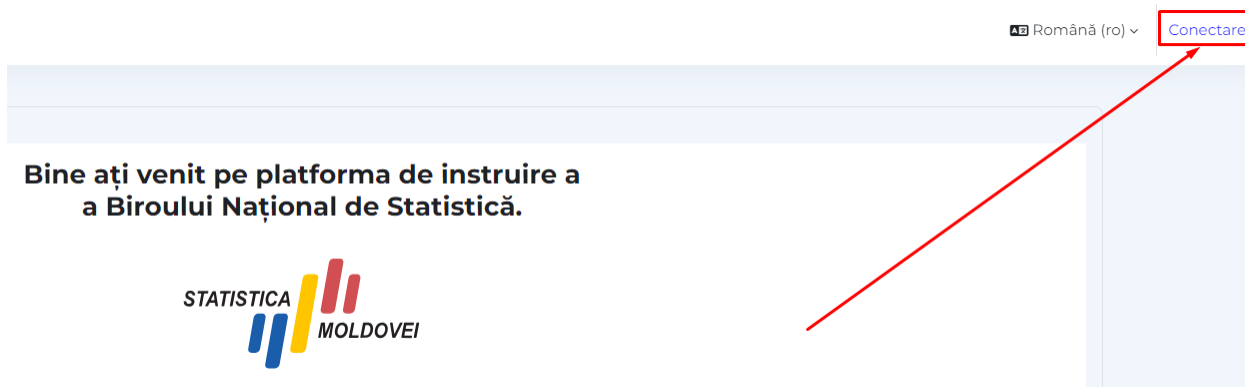 Română (ro)
Conectare
Bine ați venit pe platforma de instruire a
a Biroului Național de Statistică.
STATISTICA
MOLDOVEI